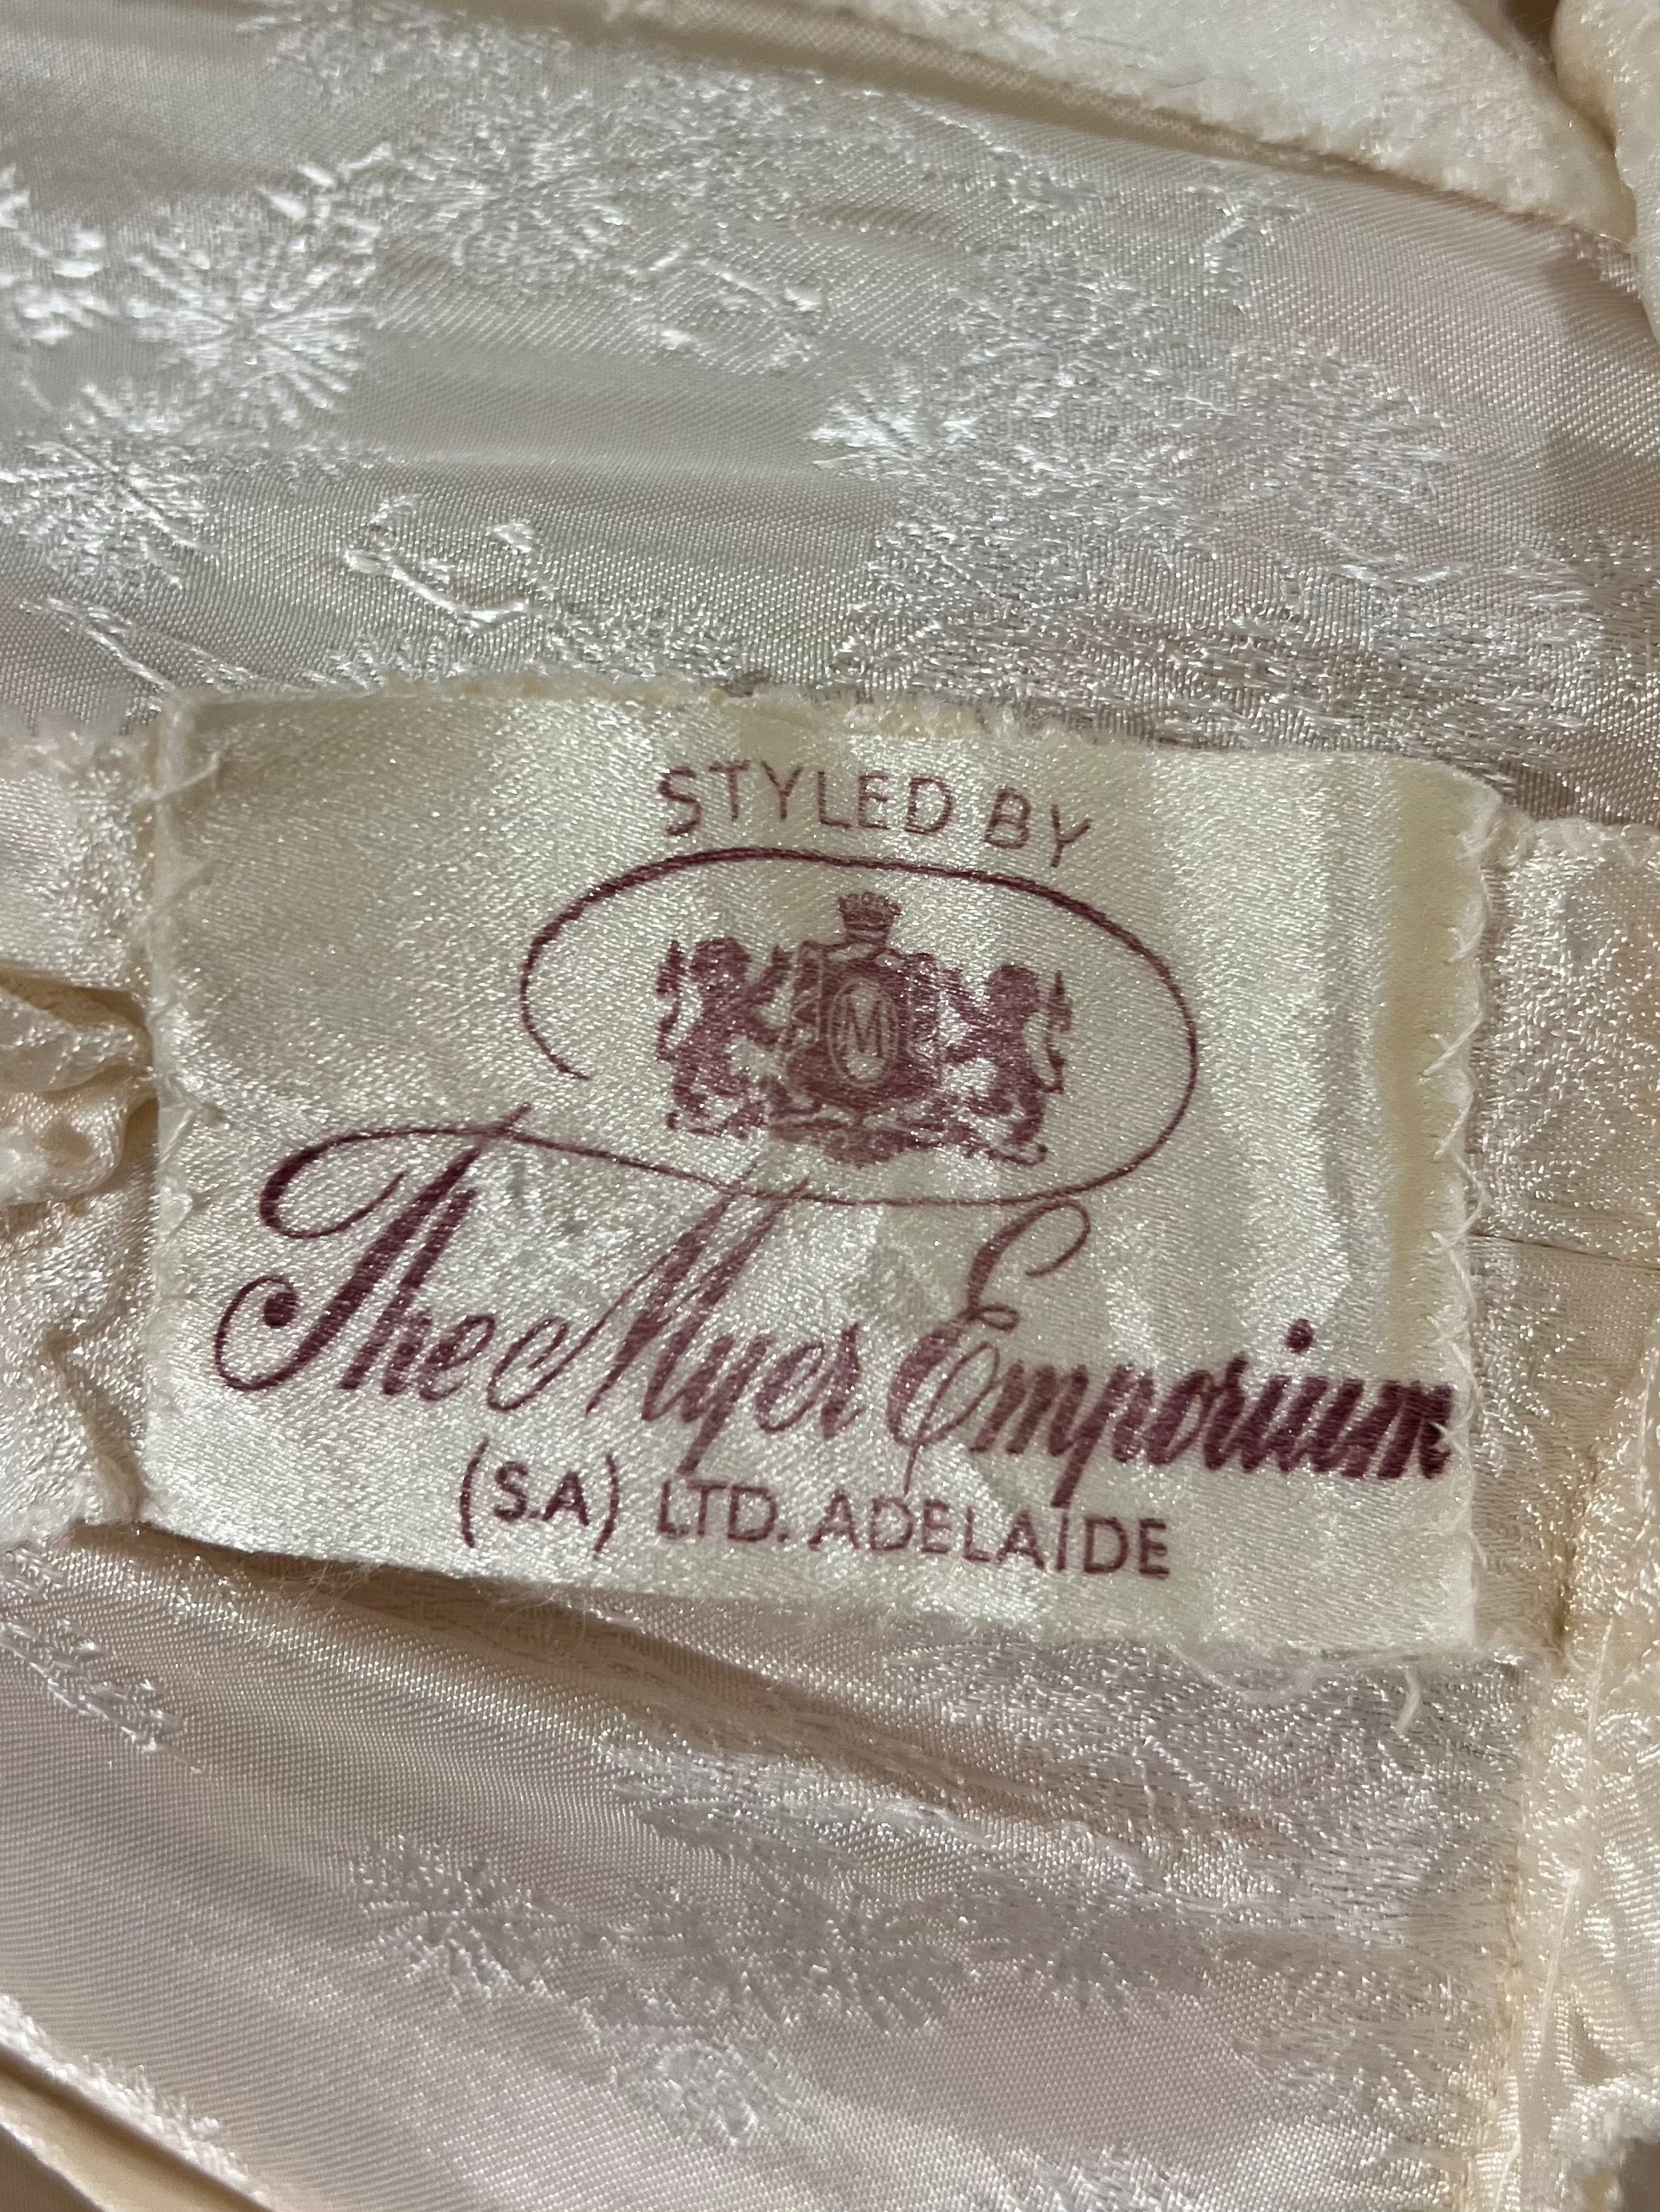 STYLED BY
M
The Myer Emporium
(S.A) LTD. ADELAIDE